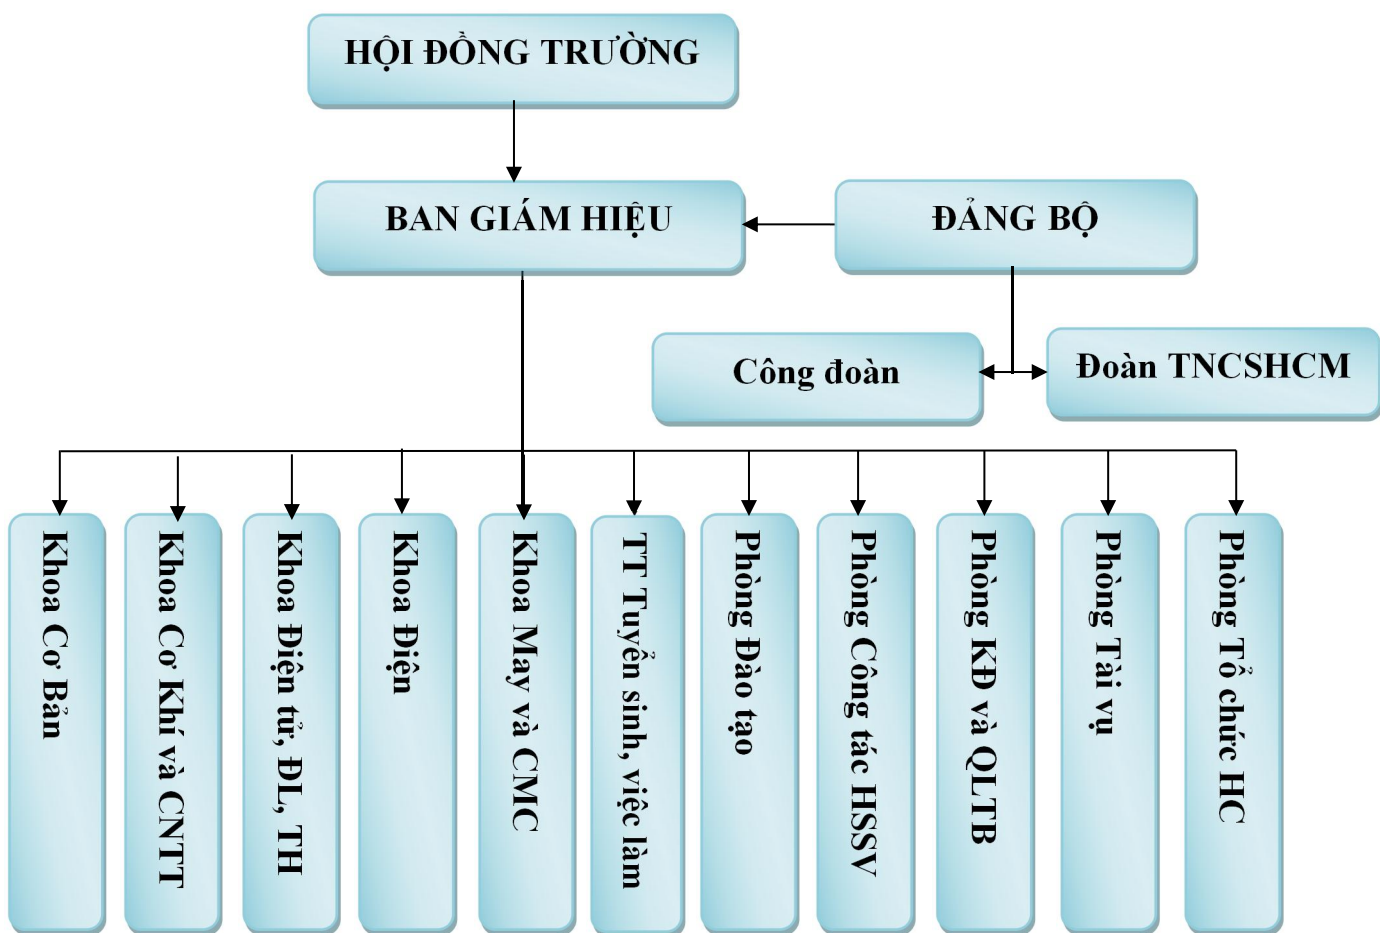 HỘI ĐỒNG TRƯỜNG
BAN GIÁM HIỆU
ĐẢNG BỘ
Công đoàn
Đoàn TNCSHCM
Khoa Cơ Bản
Khoa Cơ Khí và CNTT
Khoa Điện tử, ĐL, TH
Khoa Điện
Khoa May và CMC
TT Tuyển sinh, việc làm
Phòng Đào tạo
Phòng Công tác HSSV
Phòng KĐ và QLTB
Phòng Tài vụ
Phòng Tổ chức HC